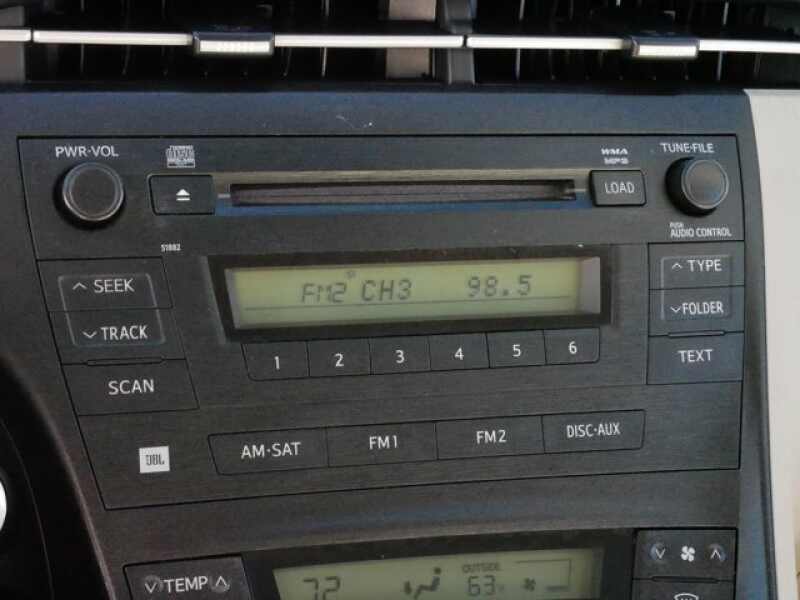 PWR·VOL
WMA
MP3
TUNE·FILE
LOAD
PUSH
AUDIO CONTROL
51882
SEEK
TRACK
SCAN
FM2 CH3 98.5
TYPE
FOLDER
TEXT
1 2 3 4 5 6
JBL
AM·SAT FM1 FM2 DISC·AUX
TEMP
72
OUTSIDE
63